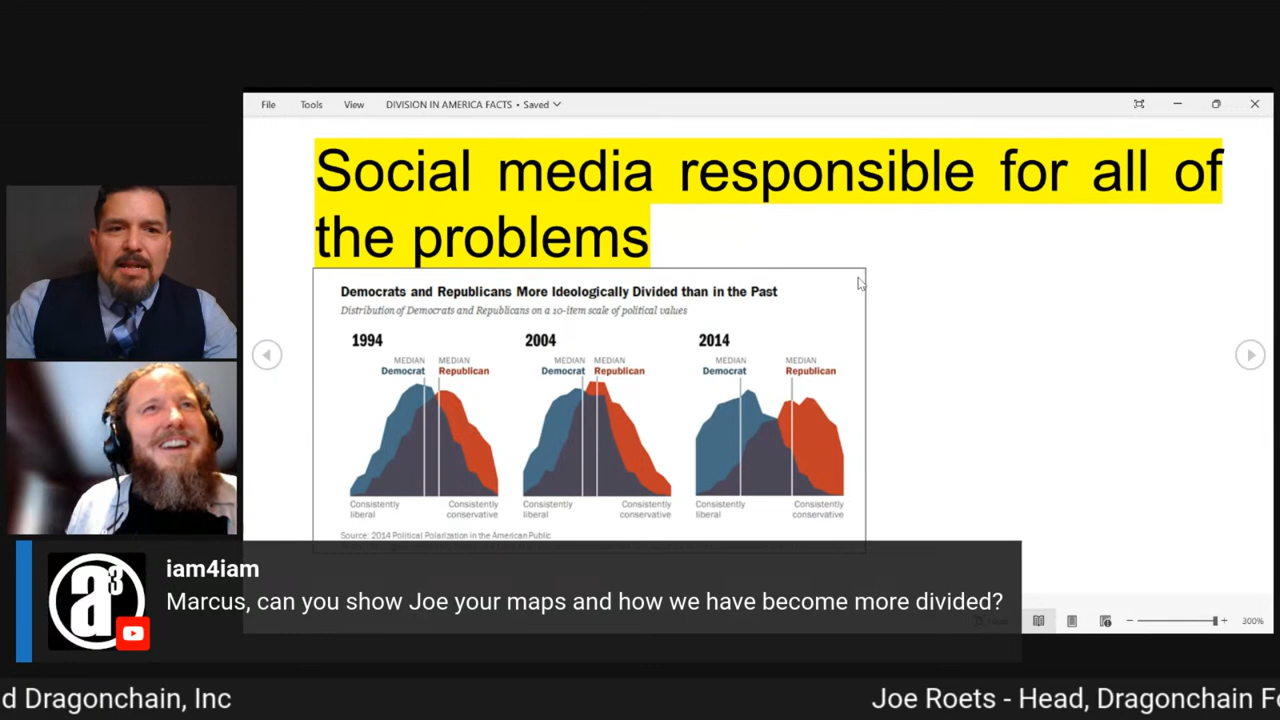 File Tools View DIVISION IN AMERICA FACTS • Saved
Social media responsible for all of
the problems
Democrats and Republicans More Ideologically Divided than in the Past
Distribution of Democrats and Republicans on a 10-item scale of political values
1994
MEDIAN Democrat
MEDIAN Republican
Consistently liberal
Consistently conservative
2004
MEDIAN Democrat
MEDIAN Republican
Consistently liberal
Consistently conservative
2014
MEDIAN Democrat
MEDIAN Republican
Consistently liberal
Consistently conservative
Source: 2014 Political Polarization in the American Public
a3
iam4iam
Marcus, can you show Joe your maps and how we have become more divided?
300%
d Dragonchain, Inc
Joe Roets - Head, Dragonchain Fo